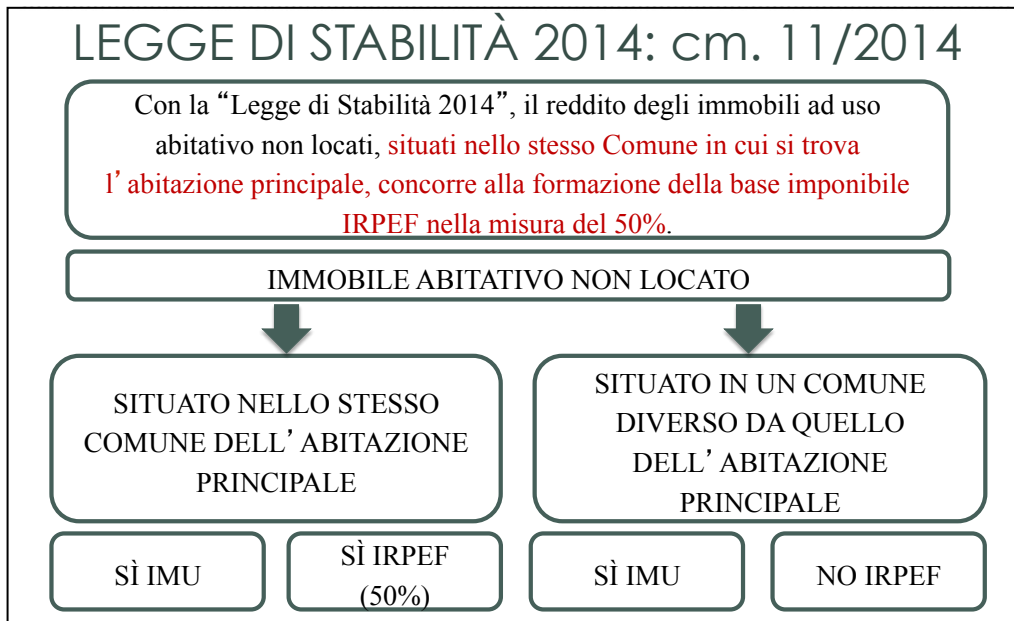 LEGGE DI STABILITÀ 2014: cm. 11/2014
Con la “Legge di Stabilità 2014”, il reddito degli immobili ad uso
abitativo non locati, situati nello stesso Comune in cui si trova
l’abitazione principale, concorre alla formazione della base imponibile
IRPEF nella misura del 50%.
IMMOBILE ABITATIVO NON LOCATO
SITUATO NELLO STESSO
COMUNE DELL’ABITAZIONE
PRINCIPALE
SITUATO IN UN COMUNE
DIVERSO DA QUELLO
DELL’ABITAZIONE
PRINCIPALE
SÌ IMU
SÌ IRPEF
(50%)
SÌ IMU
NO IRPEF